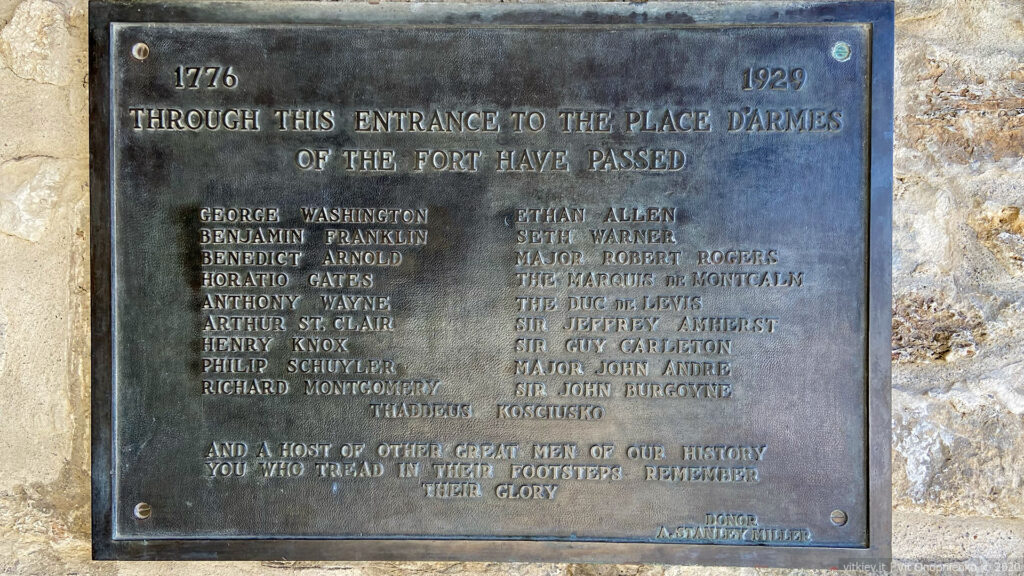 1776 1929
THROUGH THIS ENTRANCE TO THE PLACE D'ARMES
OF THE FORT HAVE PASSED
GEORGE WASHINGTON
BENJAMIN FRANKLIN
BENEDICT ARNOLD
HORATIO GATES
ANTHONY WAYNE
ARTHUR ST. CLAIR
HENRY KNOX
PHILIP SCHUYLER
RICHARD MONTGOMERY
ETHAN ALLEN
SETH WARNER
MAJOR ROBERT ROGERS
THE MARQUIS DE MONTCALM
THE DUC DE LEVIS
SIR JEFFREY AMHERST
SIR GUY CARLETON
MAJOR JOHN ANDRE
SIR JOHN BURGOYNE
THADDEUS KOSCIUSKO
AND A HOST OF OTHER GREAT MEN OF OUR HISTORY
YOU WHO TREAD IN THEIR FOOTSTEPS REMEMBER
THEIR GLORY
DONOR
A. STANLEY MILLER
vitkiev.it